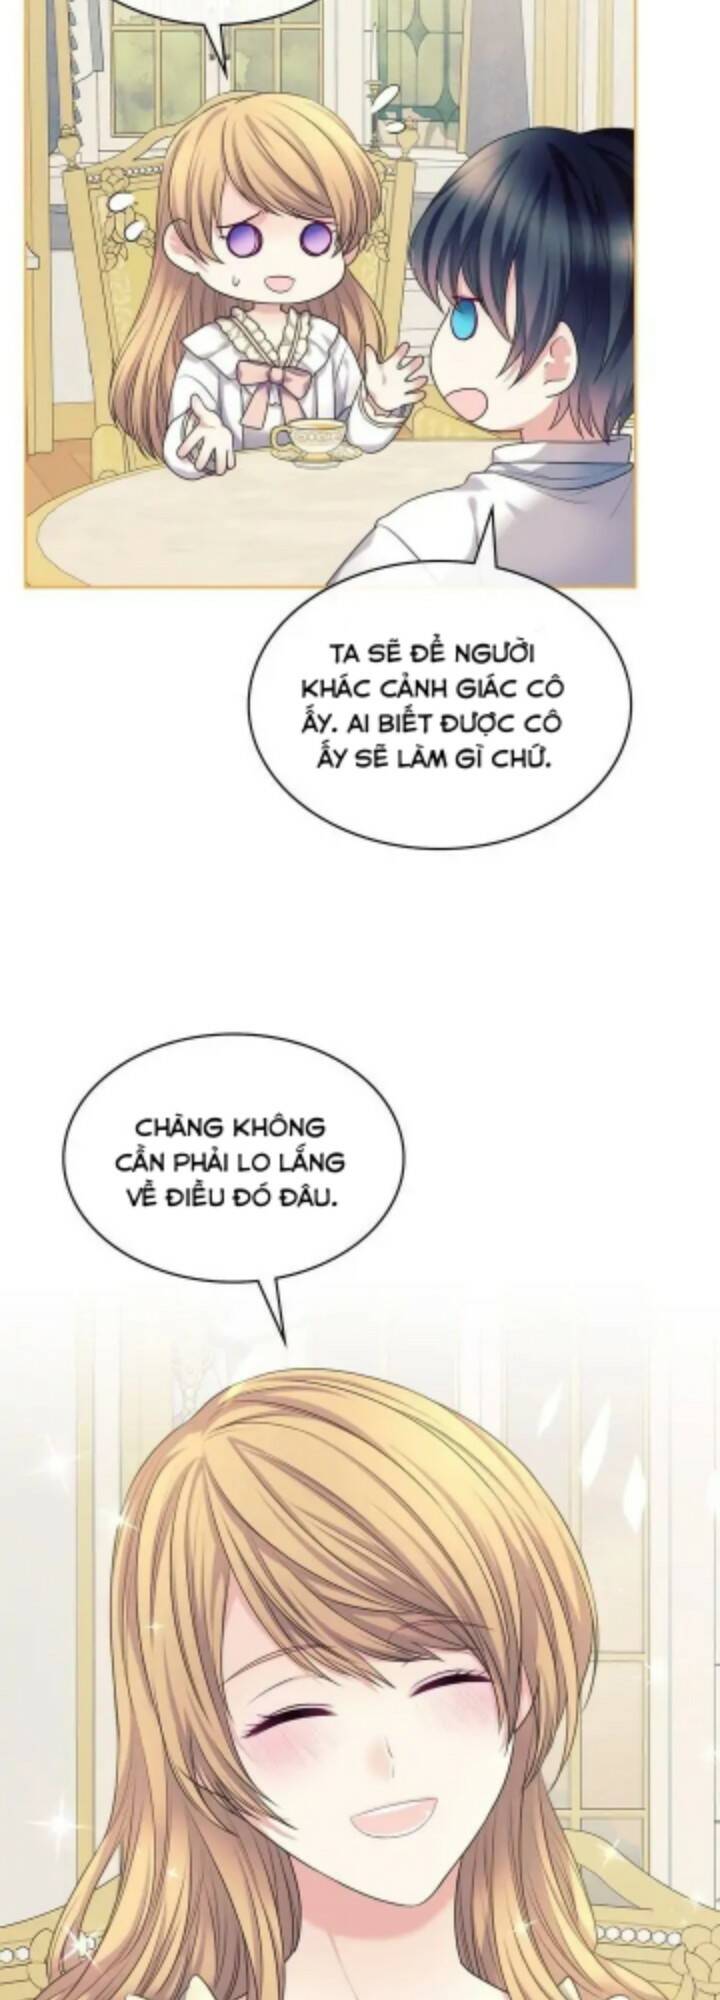 TA SẼ ĐỂ NGƯỜI
KHÁC CẢNH GIÁC CÔ
ẤY. AI BIẾT ĐƯỢC CÔ
ẤY SẼ LÀM GÌ CHỨ.
CHÀNG KHÔNG
CẦN PHẢI LO LẮNG
VỀ ĐIỀU ĐÓ ĐÂU.